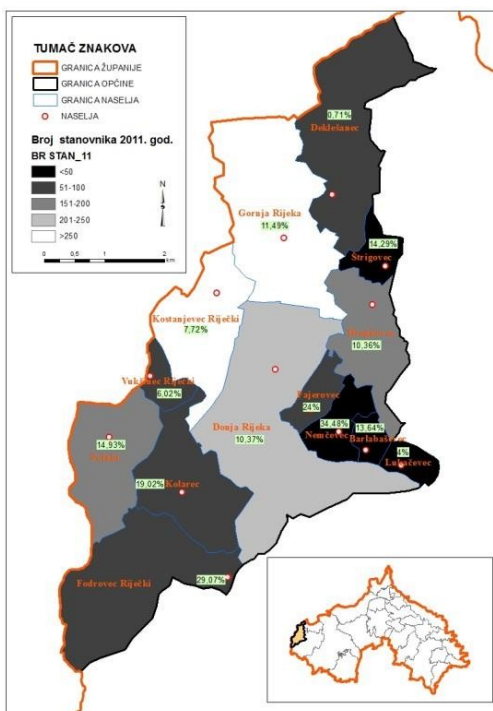 TUMAČ ZNAKOVA
GRANICA ŽUPANIJE
GRANICA OPĆINE
GRANICA NASELJA
NASELJA
Broj stanovnika 2011. god.
BR STAN_11
<50
51-100
151-200
201-250
>250
N
0 0,5 1 2
km
0,71%
Deklešanec
Gornja Rijeka
11,49%
14,29%
Strigovec
Kostanjevec Riječki
7,72%
10,36%
Vukšinec Riječki
6,02%
Pajerovec
24%
Donja Rijeka
10,37%
34,48%
Nemčevec
13,64%
Barlabaševec
4%
Lukačevec
14,93%
19,02%
Kolarec
Fodrovec Riječki
29,07%